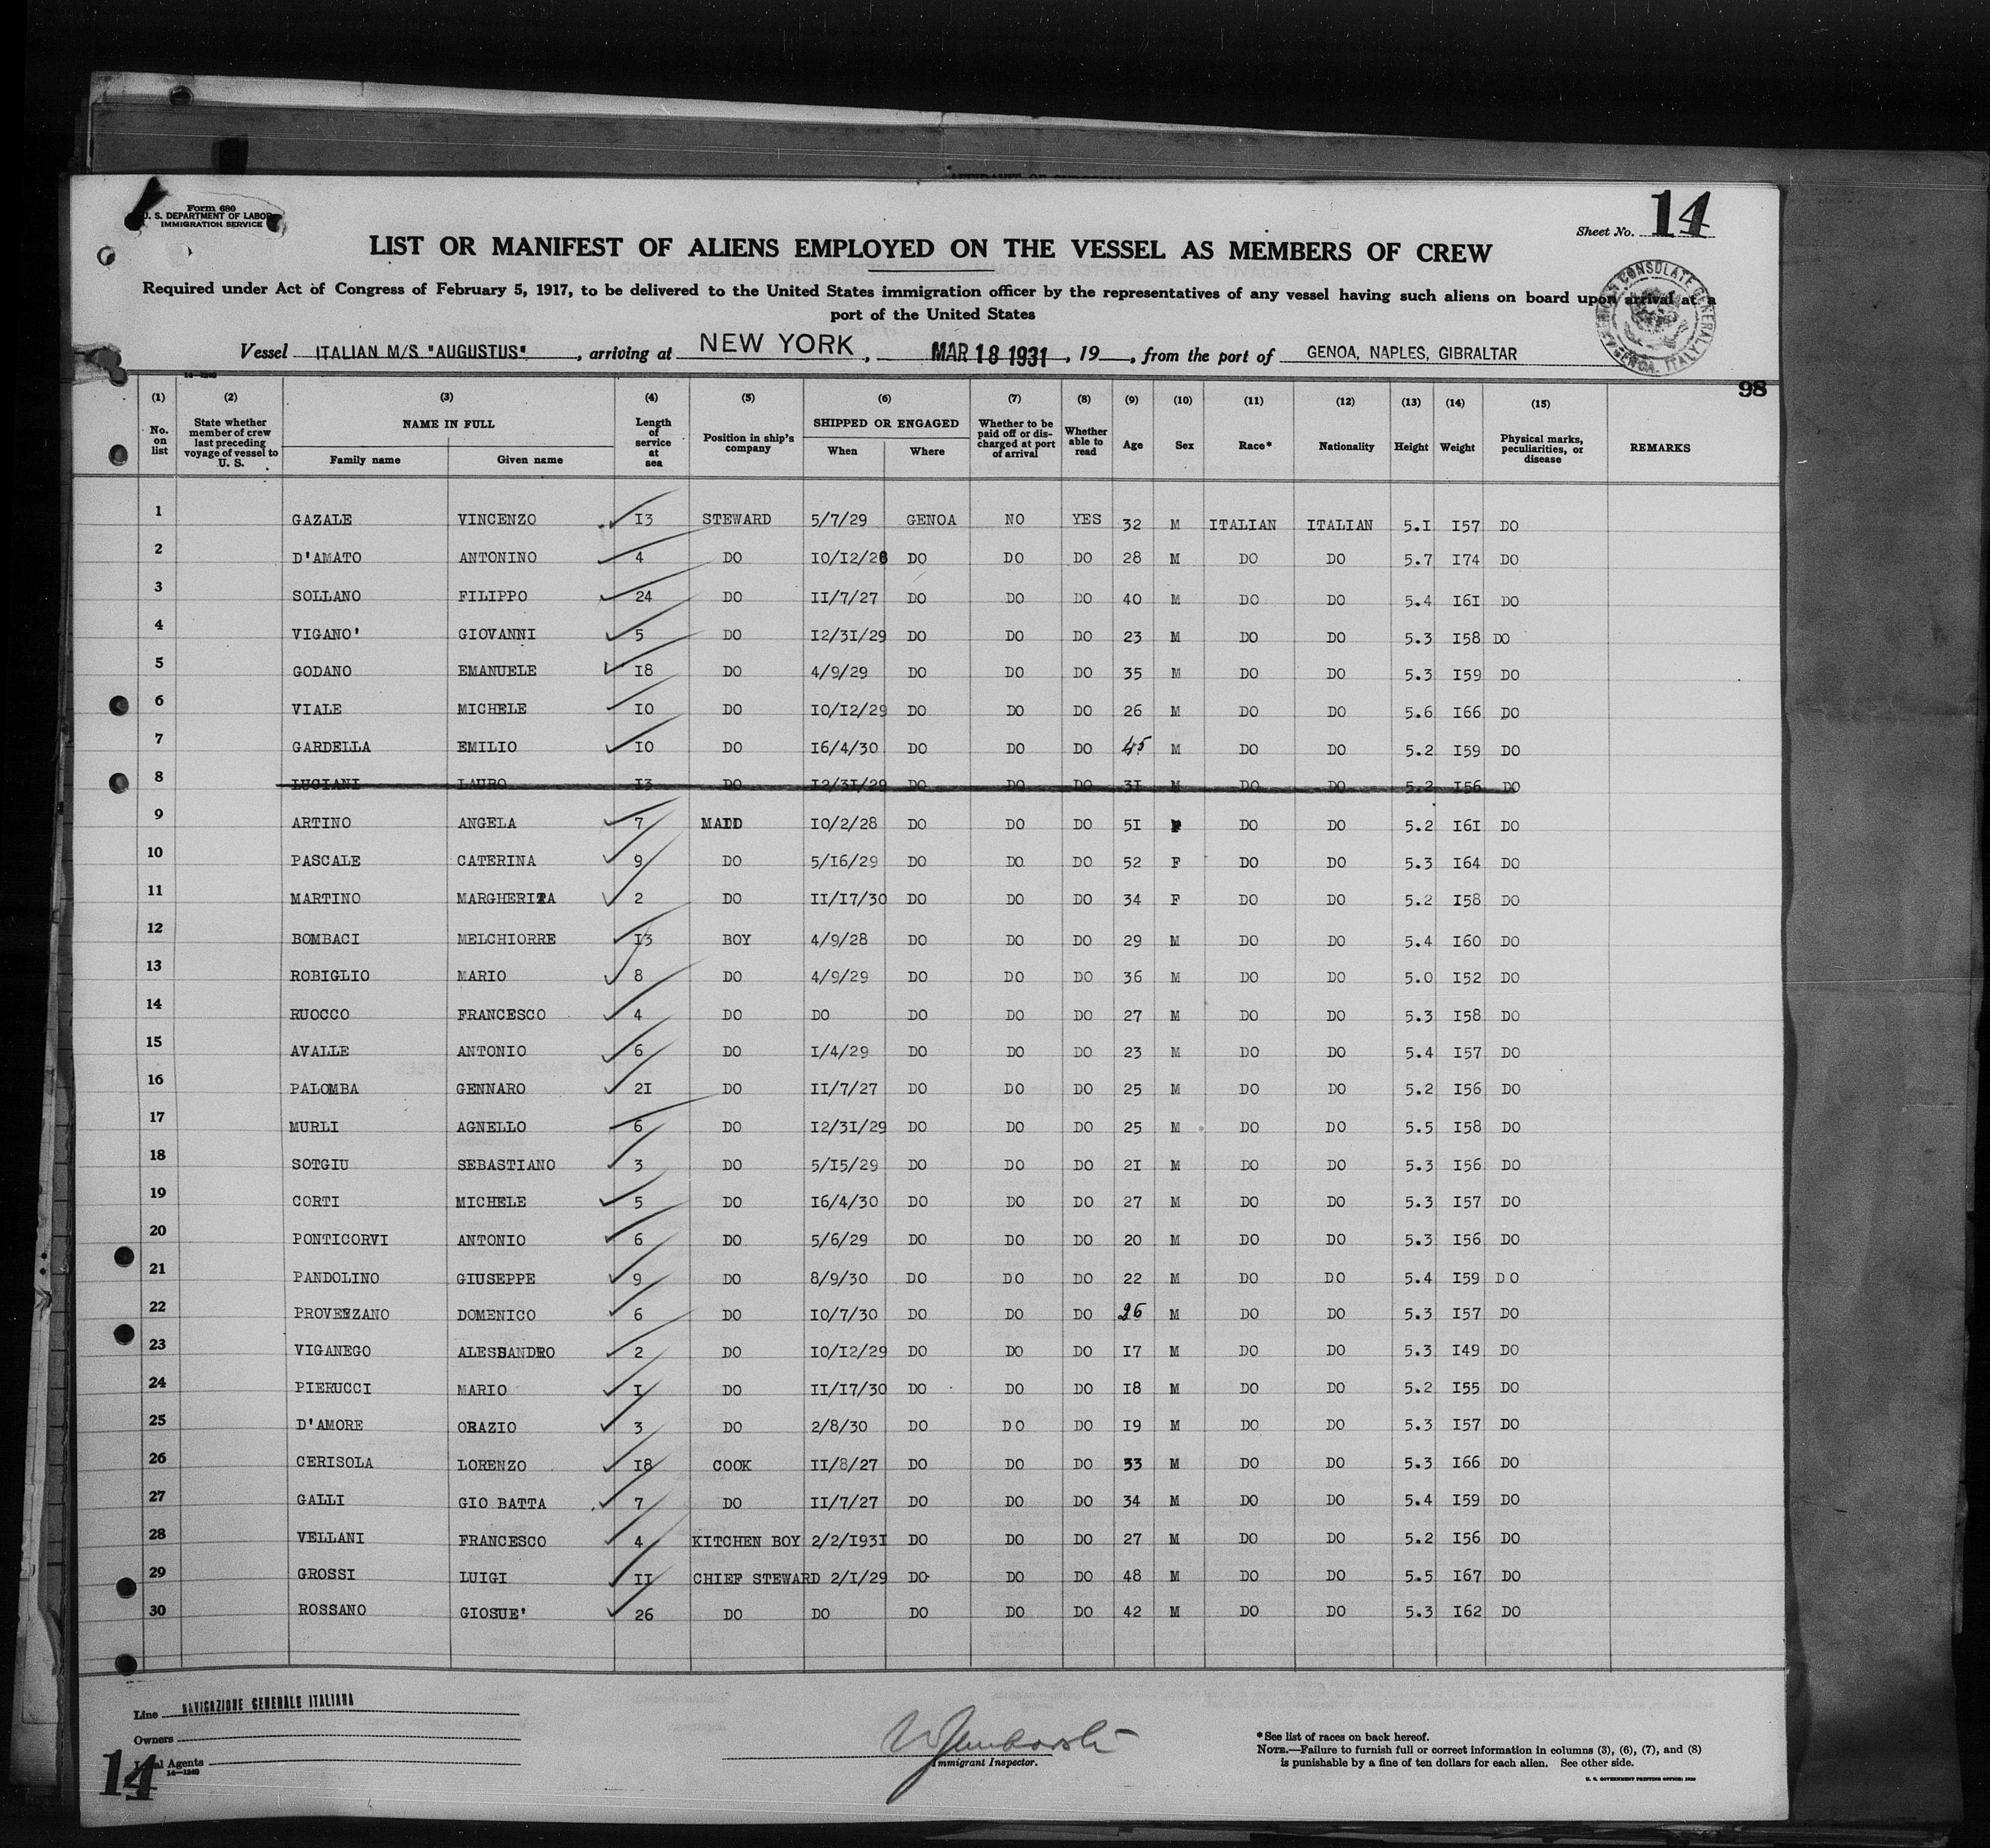 Form 680
U. S. DEPARTMENT OF LABOR
IMMIGRATION SERVICE
Sheet No. 14
LIST OR MANIFEST OF ALIENS EMPLOYED ON THE VESSEL AS MEMBERS OF CREW
Required under Act of Congress of February 5, 1917, to be delivered to the United States immigration officer by the representatives of any vessel having such aliens on board upon arrival at a
port of the United States
Vessel ITALIAN M/S "AUGUSTUS", arriving at NEW YORK, MAR 18 1931, 19 , from the port of GENOA, NAPLES, GIBRALTAR
98
(1) No. on list (2) State whether member of crew last preceding voyage of vessel to U. S. (3) NAME IN FULL Family name Given name (4) Length of service at sea (5) Position in ship's company (6) SHIPPED OR ENGAGED When Where (7) Whether to be paid off or discharged at port of arrival (8) Whether able to read (9) Age (10) Sex (11) Race* (12) Nationality (13) Height (14) Weight (15) Physical marks, peculiarities, or disease REMARKS
1 GAZALE VINCENZO 13 STEWARD 5/7/29 GENOA NO YES 32 M ITALIAN ITALIAN 5.1 157 DO
2 D'AMATO ANTONINO 4 DO 10/12/28 DO DO DO 28 M DO DO 5.7 174 DO
3 SOLLANO FILIPPO 24 DO 11/7/27 DO DO DO 40 M DO DO 5.4 161 DO
4 VIGANO' GIOVANNI 5 DO 12/31/29 DO DO DO 23 M DO DO 5.3 158 DO
5 GODANO EMANUELE 18 DO 4/9/29 DO DO DO 35 M DO DO 5.3 159 DO
6 VIALE MICHELE 10 DO 10/12/29 DO DO DO 26 M DO DO 5.6 166 DO
7 GARDELLA EMILIO 10 DO 16/4/30 DO DO DO 45 M DO DO 5.2 159 DO
8 LUCIANI LAURO 13 DO 12/31/29 DO DO DO 31 M DO DO 5.2 156 DO
9 ARTINO ANGELA 7 MAID 10/2/28 DO DO DO 51 F DO DO 5.2 161 DO
10 PASCALE CATERINA 9 DO 5/16/29 DO DO DO 52 F DO DO 5.3 164 DO
11 MARTINO MARGHERITA 2 DO 11/17/30 DO DO DO 34 F DO DO 5.2 158 DO
12 BOMBACI MELCHIORRE 13 BOY 4/9/28 DO DO DO 29 M DO DO 5.4 160 DO
13 ROBIGLIO MARIO 8 DO 4/9/29 DO DO DO 36 M DO DO 5.0 152 DO
14 RUOCCO FRANCESCO 4 DO DO DO DO DO 27 M DO DO 5.3 158 DO
15 AVALLE ANTONIO 6 DO 1/4/29 DO DO DO 23 M DO DO 5.4 157 DO
16 PALOMBA GENNARO 21 DO 11/7/27 DO DO DO 25 M DO DO 5.2 156 DO
17 MURLI AGNELLO 6 DO 12/31/29 DO DO DO 25 M DO DO 5.5 158 DO
18 SOTGIU SEBASTIANO 3 DO 5/15/29 DO DO DO 21 M DO DO 5.3 156 DO
19 CORTI MICHELE 5 DO 16/4/30 DO DO DO 27 M DO DO 5.3 157 DO
20 PONTICORVI ANTONIO 6 DO 5/6/29 DO DO DO 20 M DO DO 5.3 156 DO
21 PANDOLINO GIUSEPPE 9 DO 8/9/30 DO DO DO 22 M DO DO 5.4 159 DO
22 PROVENZANO DOMENICO 6 DO 10/7/30 DO DO DO 26 M DO DO 5.3 157 DO
23 VIGANEGO ALESSANDRO 2 DO 10/12/29 DO DO DO 17 M DO DO 5.3 149 DO
24 PIERUCCI MARIO 1 DO 11/17/30 DO DO DO 18 M DO DO 5.2 155 DO
25 D'AMORE ORAZIO 3 DO 2/8/30 DO DO DO 19 M DO DO 5.3 157 DO
26 CERISOLA LORENZO 18 COOK 11/8/27 DO DO DO 33 M DO DO 5.3 166 DO
27 GALLI GIO BATTA 7 DO 11/7/27 DO DO DO 34 M DO DO 5.4 159 DO
28 VELLANI FRANCESCO 4 KITCHEN BOY 2/2/1931 DO DO DO 27 M DO DO 5.2 156 DO
29 GROSSI LUIGI 11 CHIEF STEWARD 2/1/29 DO DO DO 48 M DO DO 5.5 167 DO
30 ROSSANO GIOSUE' 26 DO DO DO DO DO 42 M DO DO 5.3 162 DO
Line NAVIGAZIONE GENERALE ITALIANA
Owners
Local Agents
14
Immigrant Inspector.
*See list of races on back hereof.
NOTE.—Failure to furnish full or correct information in columns (3), (6), (7), and (8)
is punishable by a fine of ten dollars for each alien. See other side.
U. S. GOVERNMENT PRINTING OFFICE: 1930